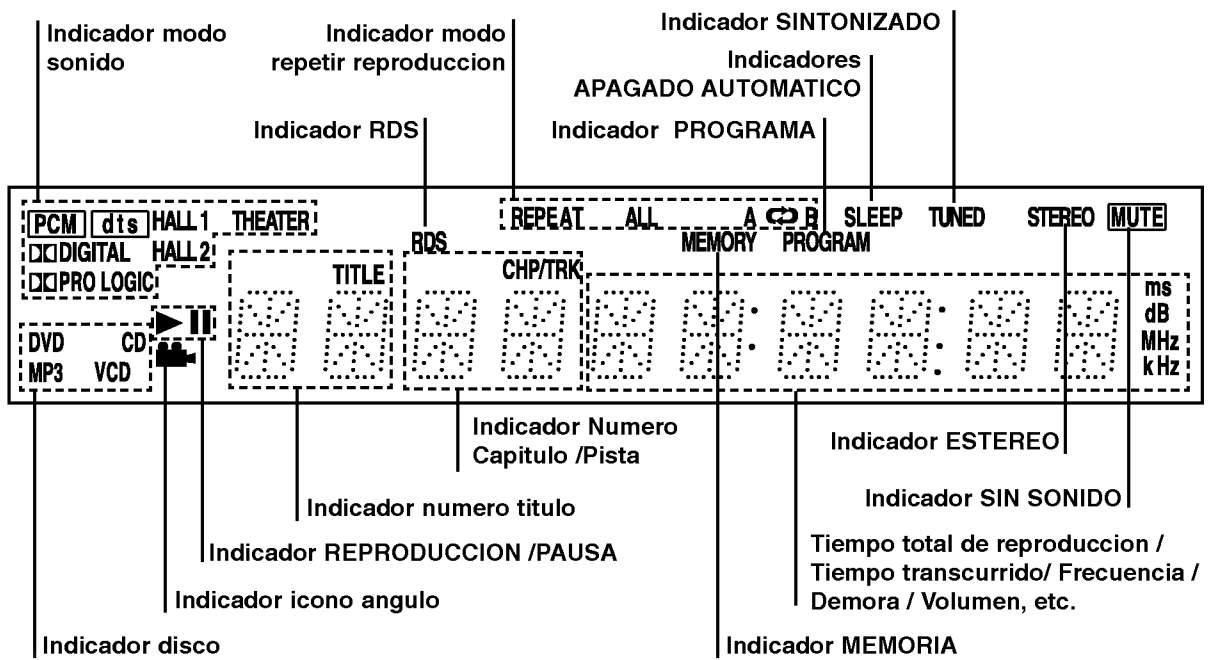 Indicador modo
sonido
Indicador modo
repetir reproduccion
Indicador SINTONIZADO
Indicadores
APAGADO AUTOMATICO
Indicador RDS
Indicador PROGRAMA
PCM dts HALL 1 THEATER
REPEAT ALL A B SLEEP TUNED STEREO MUTE
RDS MEMORY PROGRAM
DIGITAL HALL 2
PRO LOGIC
TITLE
CHP/TRK
ms
dB
MHz
kHz
DVD CD
MP3 VCD
Indicador Numero
Capitulo /Pista
Indicador ESTEREO
Indicador numero titulo
Indicador SIN SONIDO
Indicador REPRODUCCION /PAUSA
Tiempo total de reproduccion /
Tiempo transcurrido/ Frecuencia /
Demora / Volumen, etc.
Indicador icono angulo
Indicador disco
Indicador MEMORIA